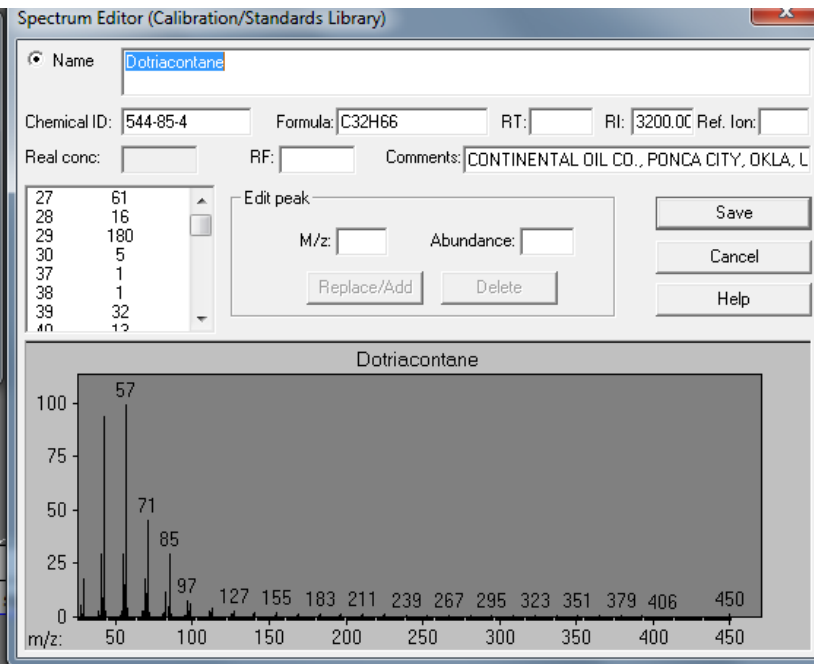 Spectrum Editor (Calibration/Standards Library)
Name Dotriacontane
Chemical ID: 544-85-4 Formula: C32H66 RT: RI: 3200.00 Ref. Ion:
Real conc: RF: Comments: CONTINENTAL OIL CO., PONCA CITY, OKLA, U
27 61
28 16
29 180
30 5
37 1
38 1
39 32
40 13
Edit peak
M/z: Abundance:
Replace/Add Delete
Save
Cancel
Help
Dotriacontane
100
75
50
25
0
57
71
85
97 127 155 183 211 239 267 295 323 351 379 406 450
m/z: 50 100 150 200 250 300 350 400 450